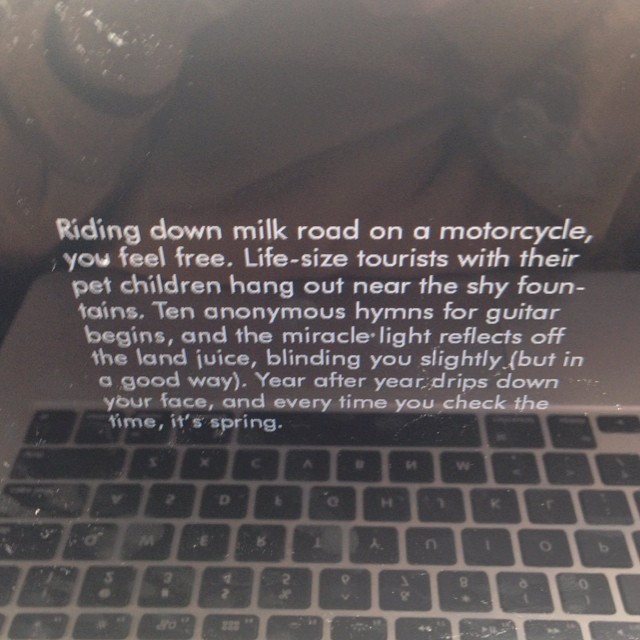 Riding down milk road on a motorcycle,
you feel free. Life-size tourists with their
pet children hang out near the shy foun-
tains. Ten anonymous hymns for guitar
begins, and the miracle light reflects off
the land juice, blinding you slightly (but in
a good way). Year after year drips down
your face, and every time you check the
time, it's spring.